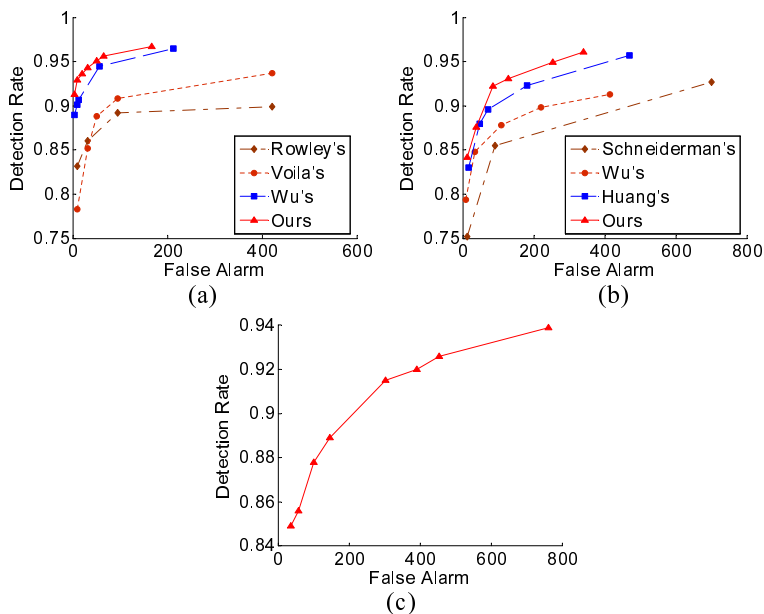 1
0.95
0.9
0.85
0.8
0.75
Detection Rate
0 200 400 600
False Alarm
Rowley's
Voila's
Wu's
Ours
(a)
1
0.95
0.9
0.85
0.8
0.75
Detection Rate
0 200 400 600 800
False Alarm
Schneiderman's
Wu's
Huang's
Ours
(b)
0.94
0.92
0.9
0.88
0.86
0.84
Detection Rate
0 200 400 600 800
False Alarm
(c)